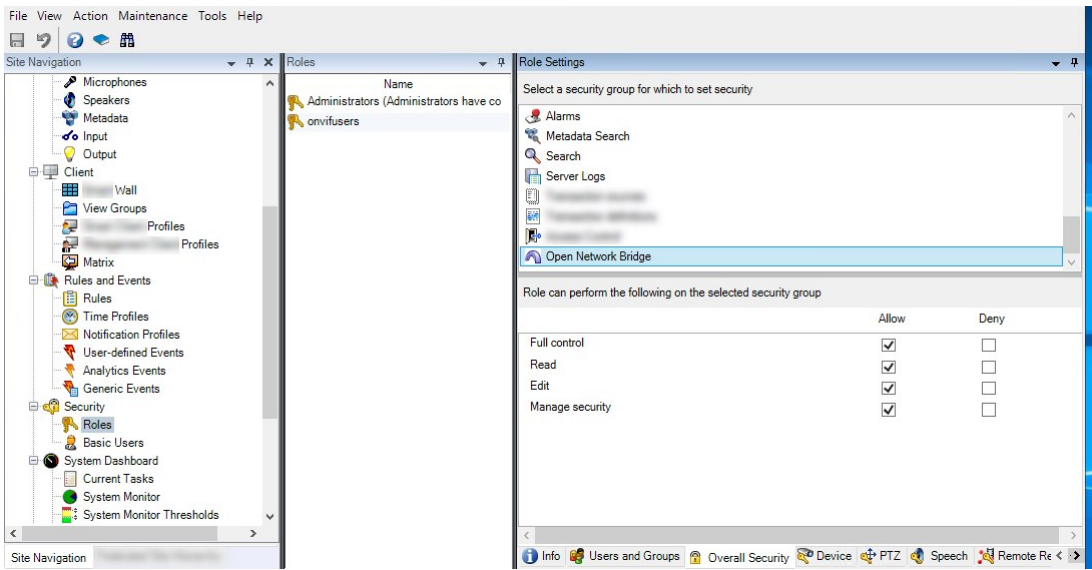 File View Action Maintenance Tools Help
Site Navigation
Microphones
Speakers
Metadata
Input
Output
Client
Wall
View Groups
Profiles
Profiles
Matrix
Rules and Events
Rules
Time Profiles
Notification Profiles
User-defined Events
Analytics Events
Generic Events
Security
Roles
Basic Users
System Dashboard
Current Tasks
System Monitor
System Monitor Thresholds
Site Navigation
Roles
Name
Administrators (Administrators have co
onvifusers
Role Settings
Select a security group for which to set security
Alarms
Metadata Search
Search
Server Logs
Open Network Bridge
Role can perform the following on the selected security group
Allow Deny
Full control
Read
Edit
Manage security
Info Users and Groups Overall Security Device PTZ Speech Remote Re